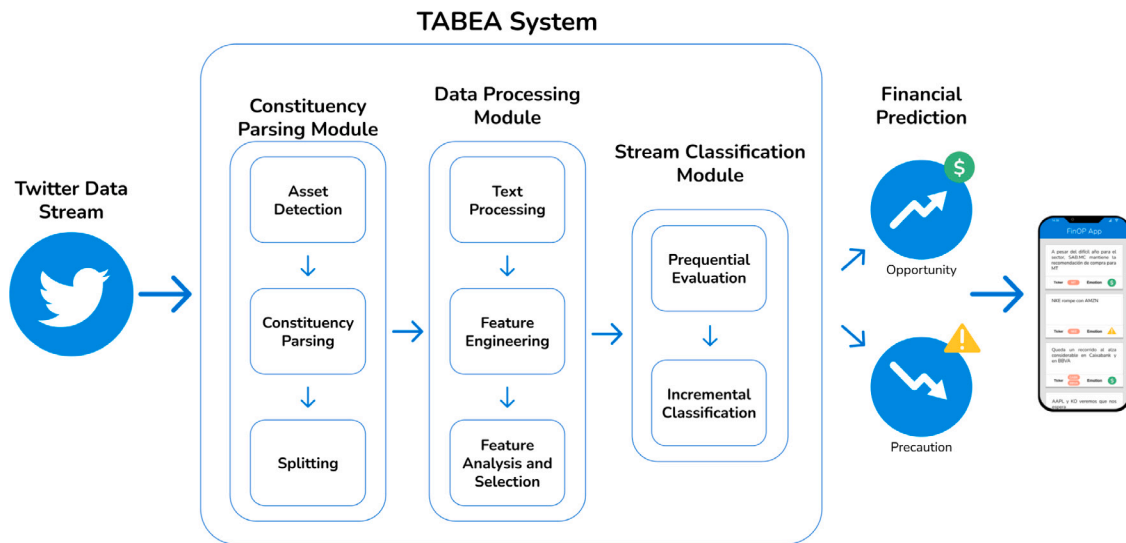 TABEA System
Twitter Data
Stream
Constituency
Parsing Module
Asset
Detection
Constituency
Parsing
Splitting
Data Processing
Module
Text
Processing
Feature
Engineering
Feature
Analysis and
Selection
Stream Classification
Module
Prequential
Evaluation
Incremental
Classification
Financial
Prediction
$
Opportunity
Precaution
FinOP App
A pesar del difícil año para el
sector, SAB.MC mantiene la
recomendación de compra para
MT
Ticker
Emotion
$
NKE rompe con AMZN
Ticker
Emotion
Queda un recorrido al alza
considerable en Caixabank y
en BBVA
Ticker
Emotion
$
AAPL y KO veremos que nos
espera